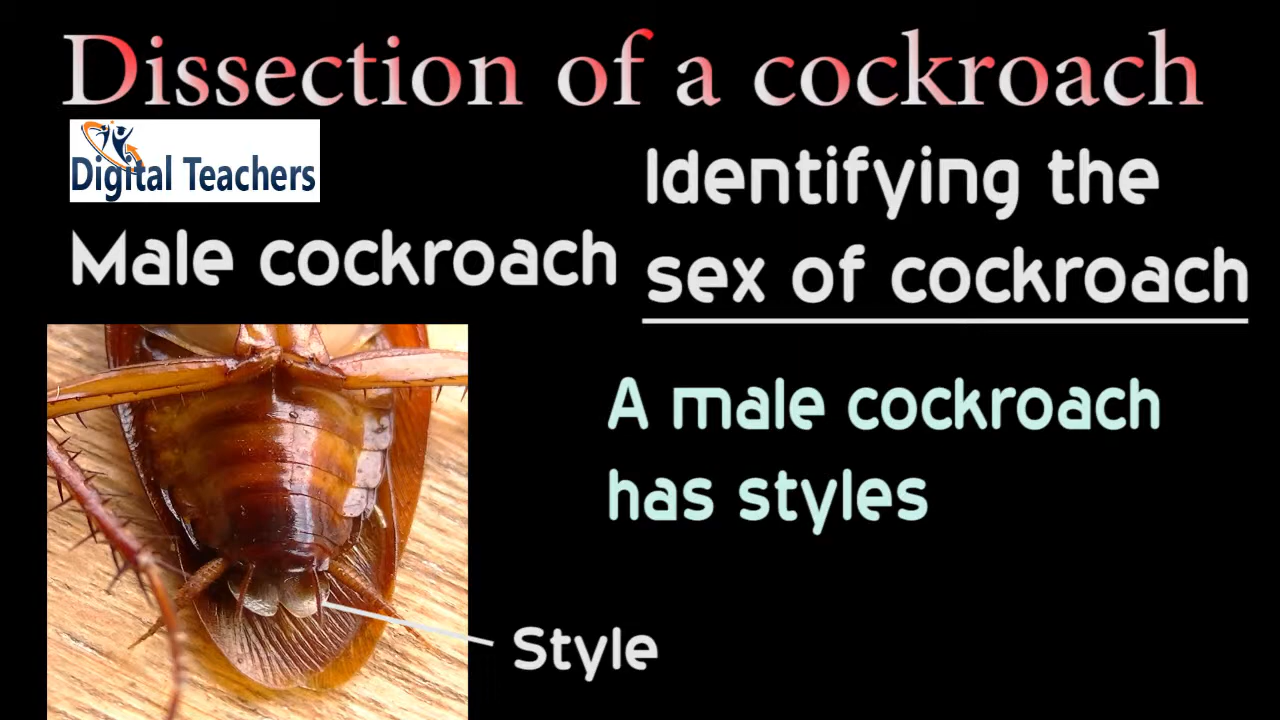 Dissection of a cockroach
Digital Teachers
Identifying the
sex of cockroach
Male cockroach
A male cockroach
has styles
Style